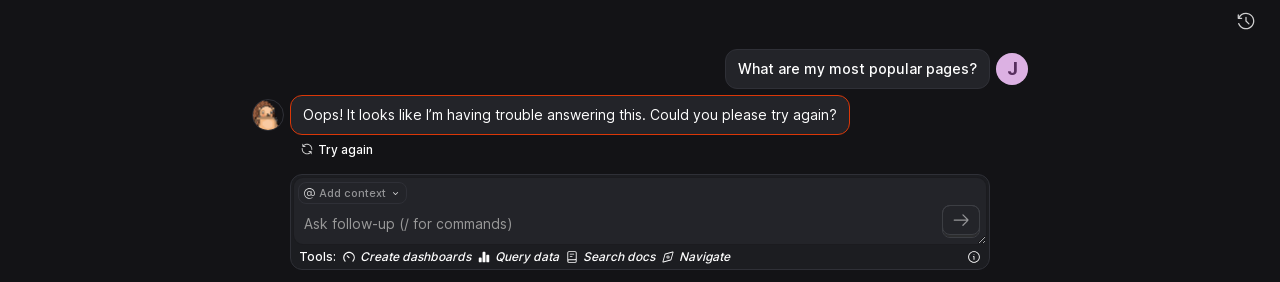 What are my most popular pages?
J
Oops! It looks like I’m having trouble answering this. Could you please try again?
Try again
@ Add context
Ask follow-up (/ for commands)
Tools: Create dashboards Query data Search docs Navigate